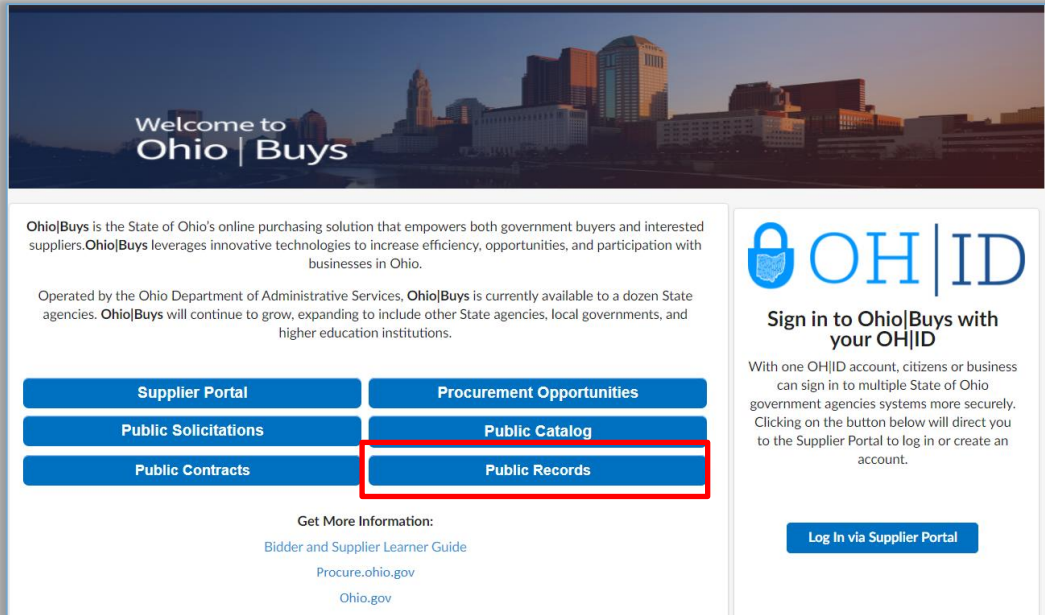 Welcome to
Ohio | Buys
Ohio|Buys is the State of Ohio's online purchasing solution that empowers both government buyers and interested
suppliers.Ohio|Buys leverages innovative technologies to increase efficiency, opportunities, and participation with
businesses in Ohio.
Operated by the Ohio Department of Administrative Services, Ohio|Buys is currently available to a dozen State
agencies. Ohio|Buys will continue to grow, expanding to include other State agencies, local governments, and
higher education institutions.
Supplier Portal
Procurement Opportunities
Public Solicitations
Public Catalog
Public Contracts
Public Records
Get More Information:
Bidder and Supplier Learner Guide
Procure.ohio.gov
Ohio.gov
OH|ID
Sign in to Ohio|Buys with
your OH|ID
With one OH|ID account, citizens or business
can sign in to multiple State of Ohio
government agencies systems more securely.
Clicking on the button below will direct you
to the Supplier Portal to log in or create an
account.
Log In via Supplier Portal